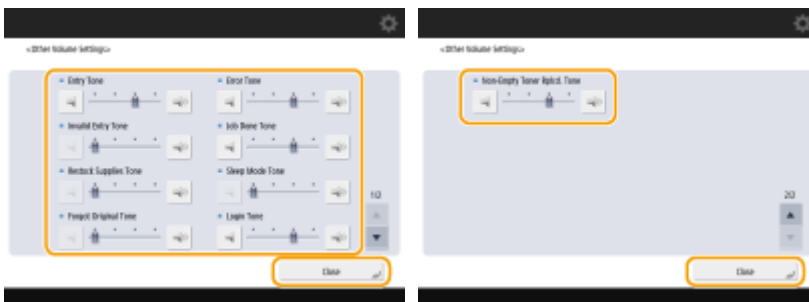 <Other Volume Settings>
Entry Tone
Error Tone
Invalid Entry Tone
Job Done Tone
Restock Supplies Tone
Sleep Mode Tone
Forgot Original Tone
Login Tone
1/2
Close
<Other Volume Settings>
Non-Empty Toner Rplcd. Tone
2/2
Close